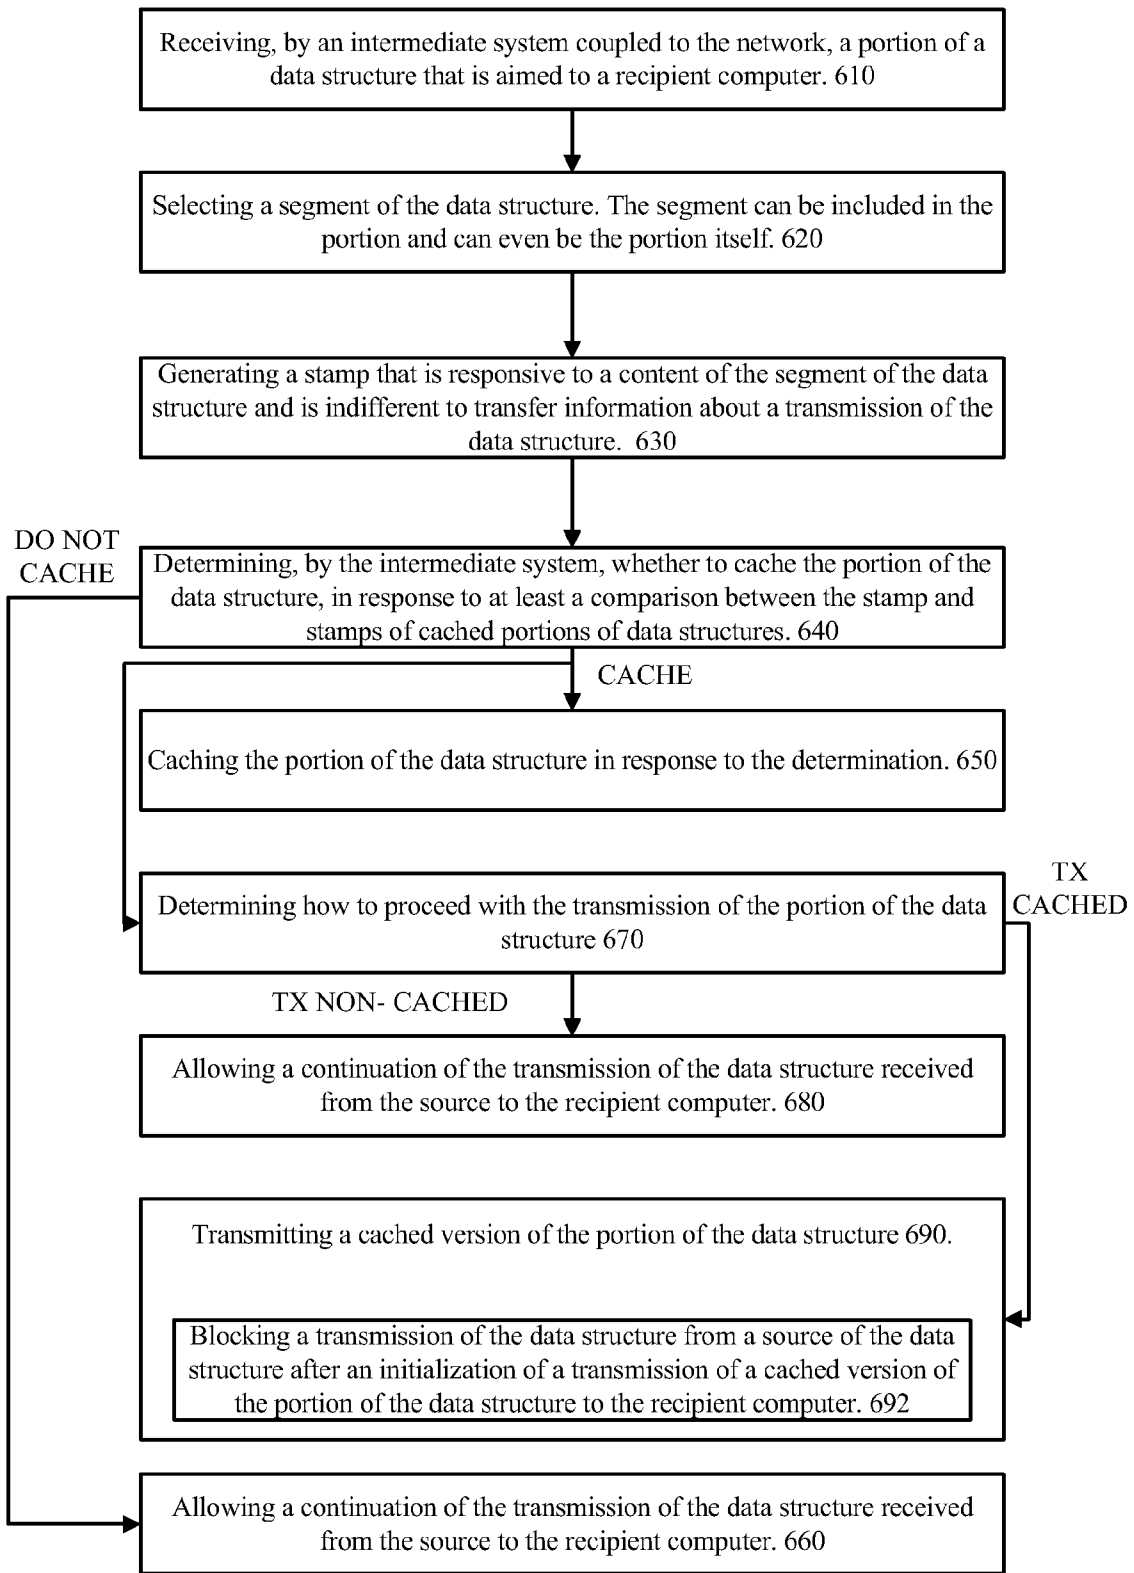 Receiving, by an intermediate system coupled to the network, a portion of a
data structure that is aimed to a recipient computer. 610
Selecting a segment of the data structure. The segment can be included in the
portion and can even be the portion itself. 620
Generating a stamp that is responsive to a content of the segment of the data
structure and is indifferent to transfer information about a transmission of the
data structure.  630
DO NOT
CACHE
Determining, by the intermediate system, whether to cache the portion of the
data structure, in response to at least a comparison between the stamp and
stamps of cached portions of data structures. 640
CACHE
Caching the portion of the data structure in response to the determination. 650
TX
CACHED
Determining how to proceed with the transmission of the portion of the data
structure 670
TX NON- CACHED
Allowing a continuation of the transmission of the data structure received
from the source to the recipient computer. 680
Transmitting a cached version of the portion of the data structure 690.
Blocking a transmission of the data structure from a source of the data
structure after an initialization of a transmission of a cached version of
the portion of the data structure to the recipient computer. 692
Allowing a continuation of the transmission of the data structure received
from the source to the recipient computer. 660